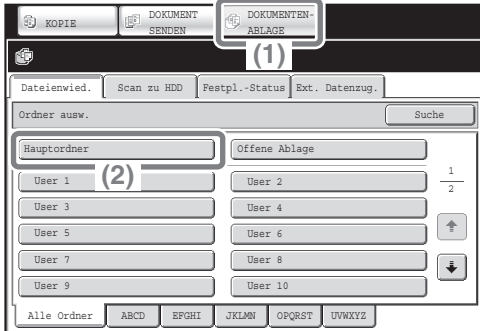 KOPIE
DOKUMENT
SENDEN
DOKUMENTEN-
ABLAGE
(1)
Dateienwied.
Scan zu HDD
Festpl.-Status
Ext. Datenzug.
Ordner ausw.
Suche
Hauptordner
Offene Ablage
(2)
User 1
User 2
1
2
User 3
User 4
User 5
User 6
User 7
User 8
User 9
User 10
Alle Ordner
ABCD
EFGHI
JKLMN
OPQRST
UVWXYZ